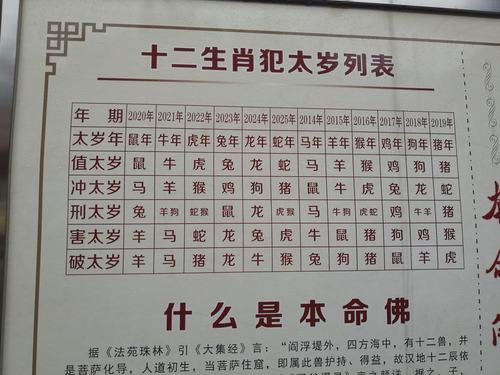 十二生肖犯太岁列表
年 期 2020年 2021年 2022年 2023年 2024年 2025年 2014年 2015年 2016年 2017年 2018年 2019年
太岁年 鼠年 牛年 虎年 兔年 龙年 蛇年 马年 羊年 猴年 鸡年 狗年 猪年
值太岁 鼠 牛 虎 兔 龙 蛇 马 羊 猴 鸡 狗 猪
冲太岁 马 羊 猴 鸡 狗 猪 鼠 牛 虎 兔 龙 蛇
刑太岁 兔 羊狗 蛇猴 鼠 龙 虎猴 马 牛狗 虎蛇 鸡 牛羊 猪
害太岁 羊 马 蛇 龙 兔 虎 牛 鼠 猪 狗 鸡 猴
破太岁 鸡 龙 猪 马 牛 猴 兔 狗 蛇 鼠 羊 虎
什么是本命佛
据《法苑珠林》引《大集经》言：“阎浮堤外，四方海中，有十二兽，并
是菩萨化导，人道初生，当菩萨住窟，即属此兽护持、得益，故汉地十二辰依